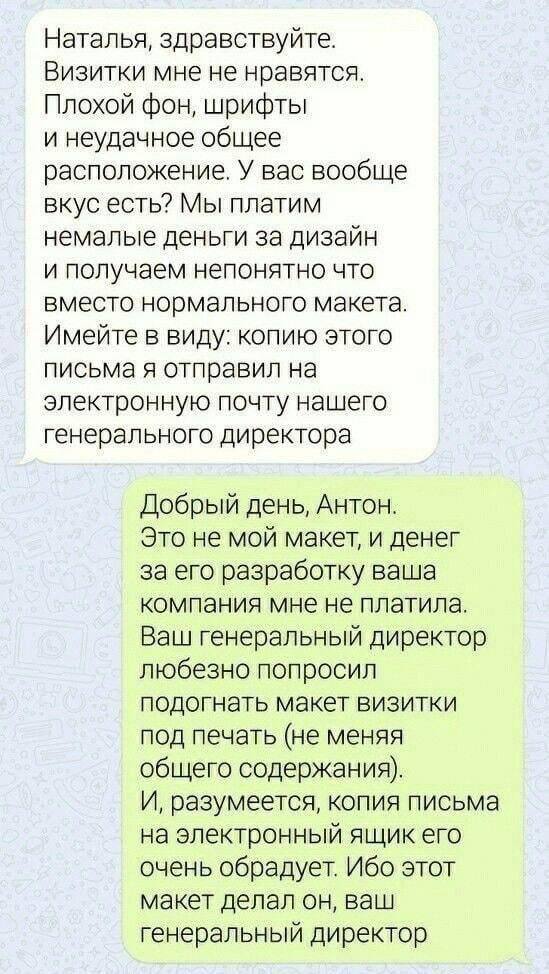 Наталья, здравствуйте.
Визитки мне не нравятся.
Плохой фон, шрифты
и неудачное общее
расположение. У вас вообще
вкус есть? Мы платим
немалые деньги за дизайн
и получаем непонятно что
вместо нормального макета.
Имейте в виду: копию этого
письма я отправил на
электронную почту нашего
генерального директора
Добрый день, Антон.
Это не мой макет, и денег
за его разработку ваша
компания мне не платила.
Ваш генеральный директор
любезно попросил
подогнать макет визитки
под печать (не меняя
общего содержания).
И, разумеется, копия письма
на электронный ящик его
очень обрадует. Ибо этот
макет делал он, ваш
генеральный директор